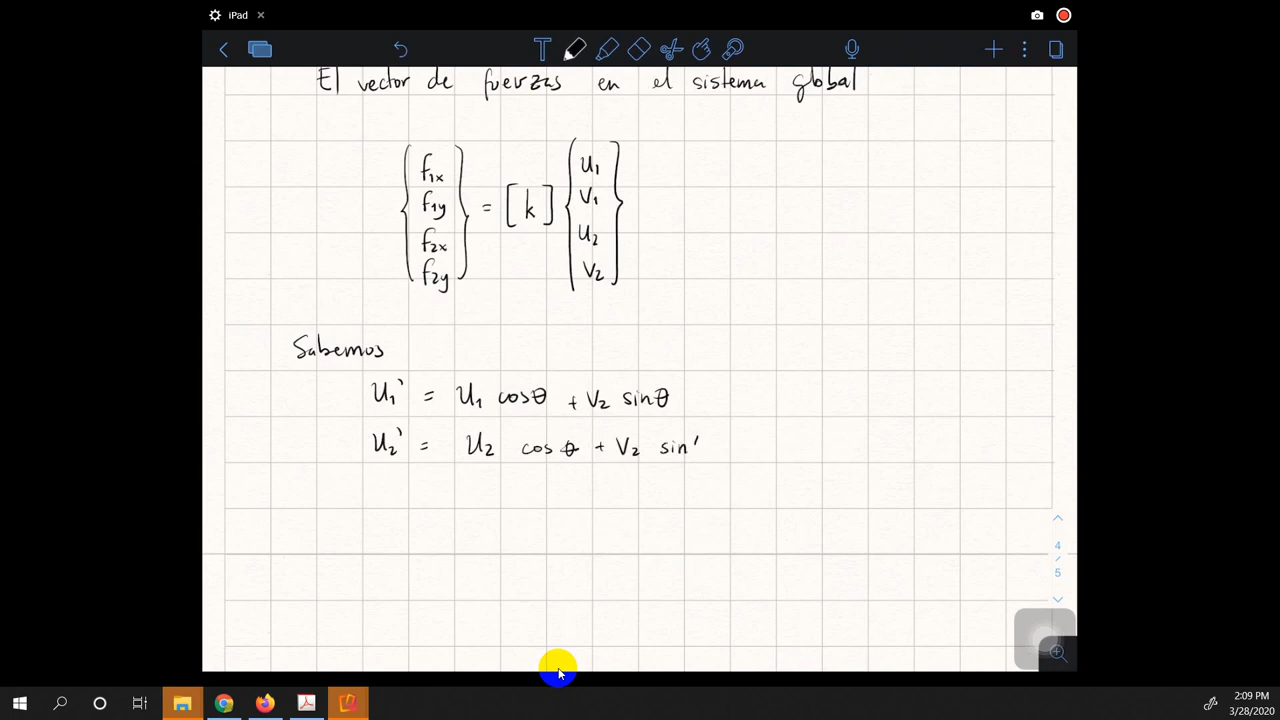 iPad
El vector de fuerzas en el sistema global
f1x
f1y
f2x
f2y
= [k]
u1
v1
u2
v2
Sabemos
u1' = u1 cosθ + v2 sinθ
u2' = u2 cosθ + v2 sin'
4
/
5
2:09 PM
3/28/2020